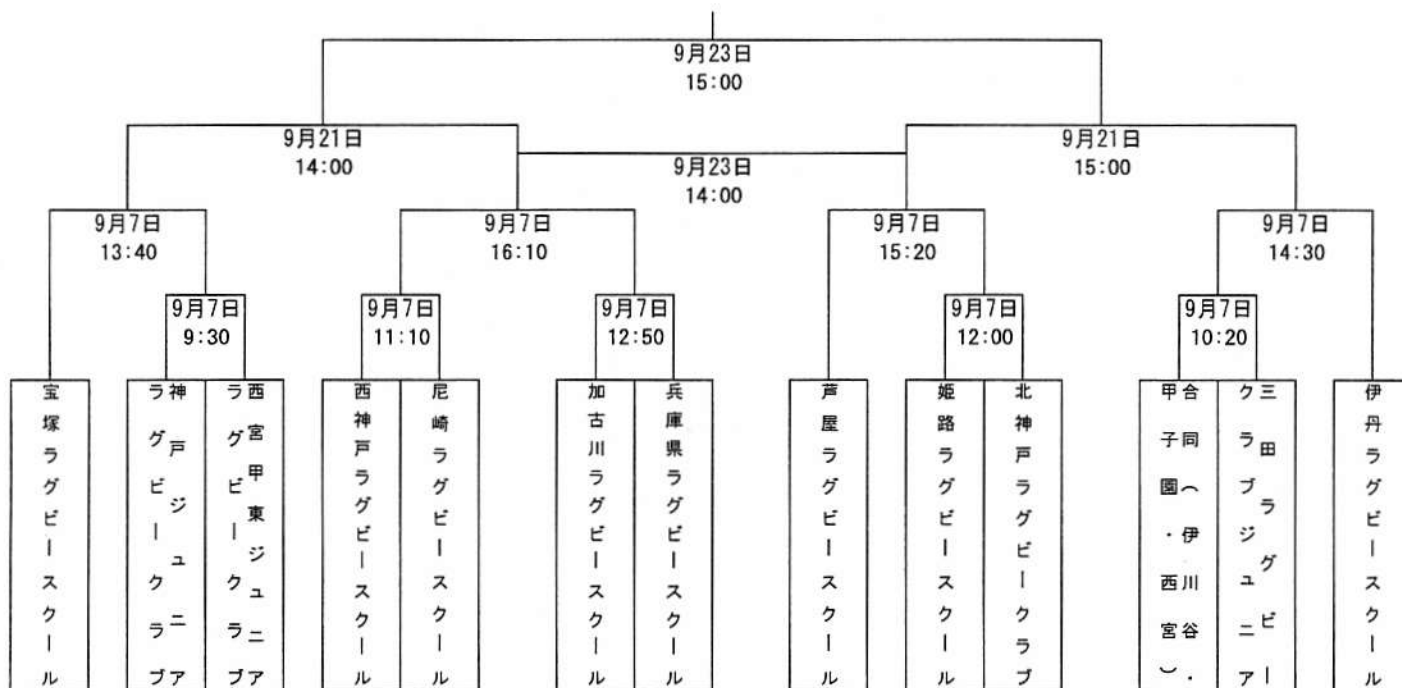 9月23日
15:00
9月21日
14:00
9月21日
15:00
9月23日
14:00
9月7日
13:40
9月7日
16:10
9月7日
15:20
9月7日
14:30
9月7日
9:30
9月7日
11:10
9月7日
12:50
9月7日
12:00
9月7日
10:20
宝塚ラグビースクール
神戸ジュニア
ラグビークラブ
西宮甲東ジュニア
ラグビークラブ
西神戸ラグビースクール
尼崎ラグビースクール
加古川ラグビースクール
兵庫県ラグビースクール
芦屋ラグビースクール
姫路ラグビースクール
北神戸ラグビークラブ
合同(伊川谷・
甲子園・西宮)
三田ラグビー
クラブジュニア
伊丹ラグビースクール